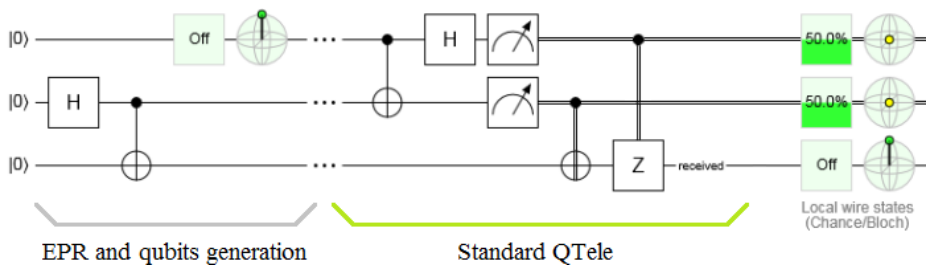 |0⟩ Off ... H 50.0%
|0⟩ H ... 50.0%
|0⟩ ... Z received Off
Local wire states
(Chance/Bloch)
EPR and qubits generation Standard QTele